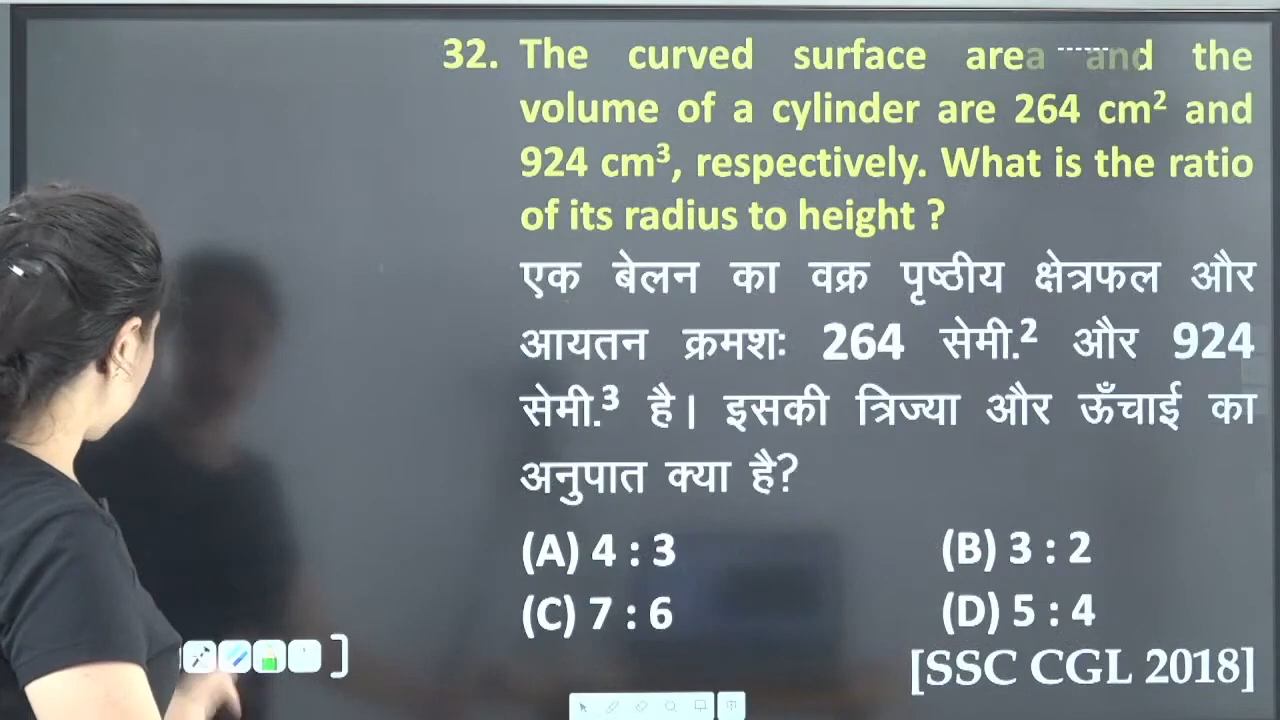 32. The curved surface area and the
volume of a cylinder are 264 cm² and
924 cm³, respectively. What is the ratio
of its radius to height ?
एक बेलन का वक्र पृष्ठीय क्षेत्रफल और
आयतन क्रमशः 264 सेमी.² और 924
सेमी.³ है। इसकी त्रिज्या और ऊँचाई का
अनुपात क्या है?
(A) 4 : 3 (B) 3 : 2
(C) 7 : 6 (D) 5 : 4
]
[SSC CGL 2018]